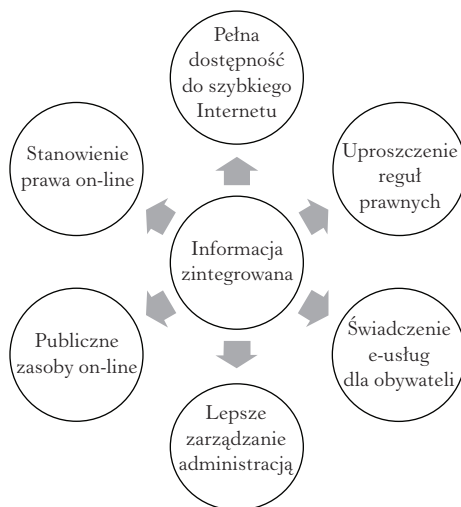 Pełna
dostępność
do szybkiego
Internetu
Stanowienie
prawa on-line
Uproszczenie
reguł
prawnych
Informacja
zintegrowana
Publiczne
zasoby on-line
Świadczenie
e-usług
dla obywateli
Lepsze
zarządzanie
administracją